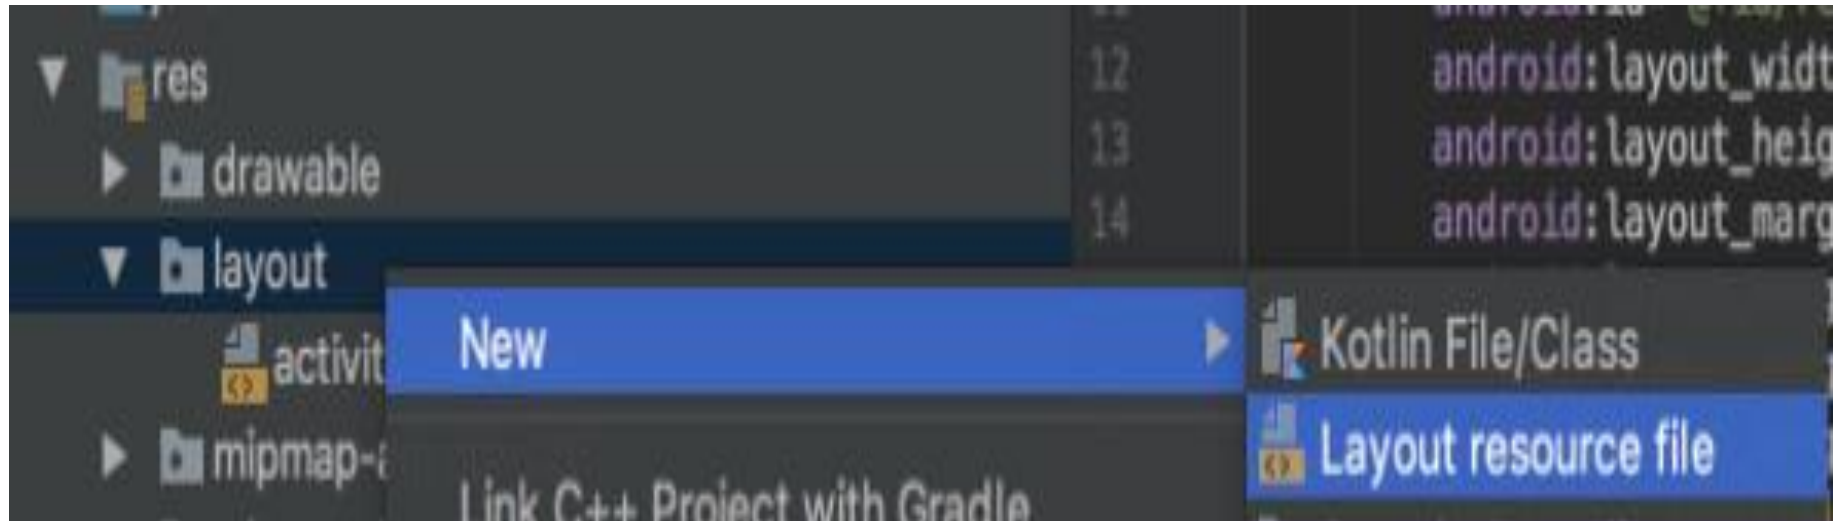 res
drawable
layout
activit
mipmap-
New
Link C++ Project with Gradle
Kotlin File/Class
Layout resource file
12
13
14
android:layout_widt
android:layout_heig
android:layout_marg